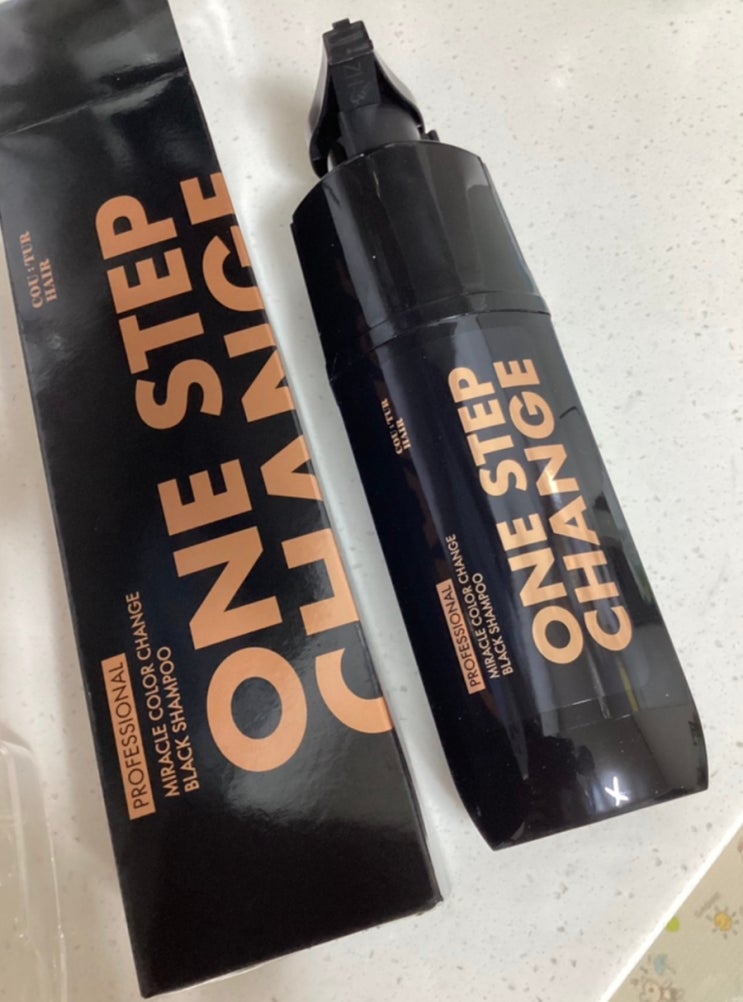 COU:TUR
HAIR
ONE STEP
CHANGE
PROFESSIONAL
MIRACLE COLOR CHANGE
BLACK SHAMPOO
COU:TUR
HAIR
ONE STEP
CHANGE
PROFESSIONAL
MIRACLE COLOR CHANGE
BLACK SHAMPOO